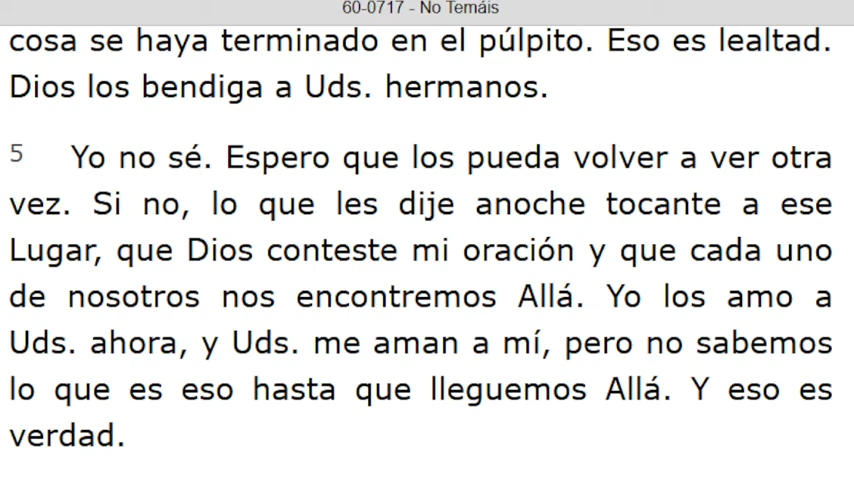 60-0717 - No Temáis
cosa se haya terminado en el púlpito. Eso es lealtad.
Dios los bendiga a Uds. hermanos.
5 Yo no sé. Espero que los pueda volver a ver otra
vez. Si no, lo que les dije anoche tocante a ese
Lugar, que Dios conteste mi oración y que cada uno
de nosotros nos encontremos Allá. Yo los amo a
Uds. ahora, y Uds. me aman a mí, pero no sabemos
lo que es eso hasta que lleguemos Allá. Y eso es
verdad.